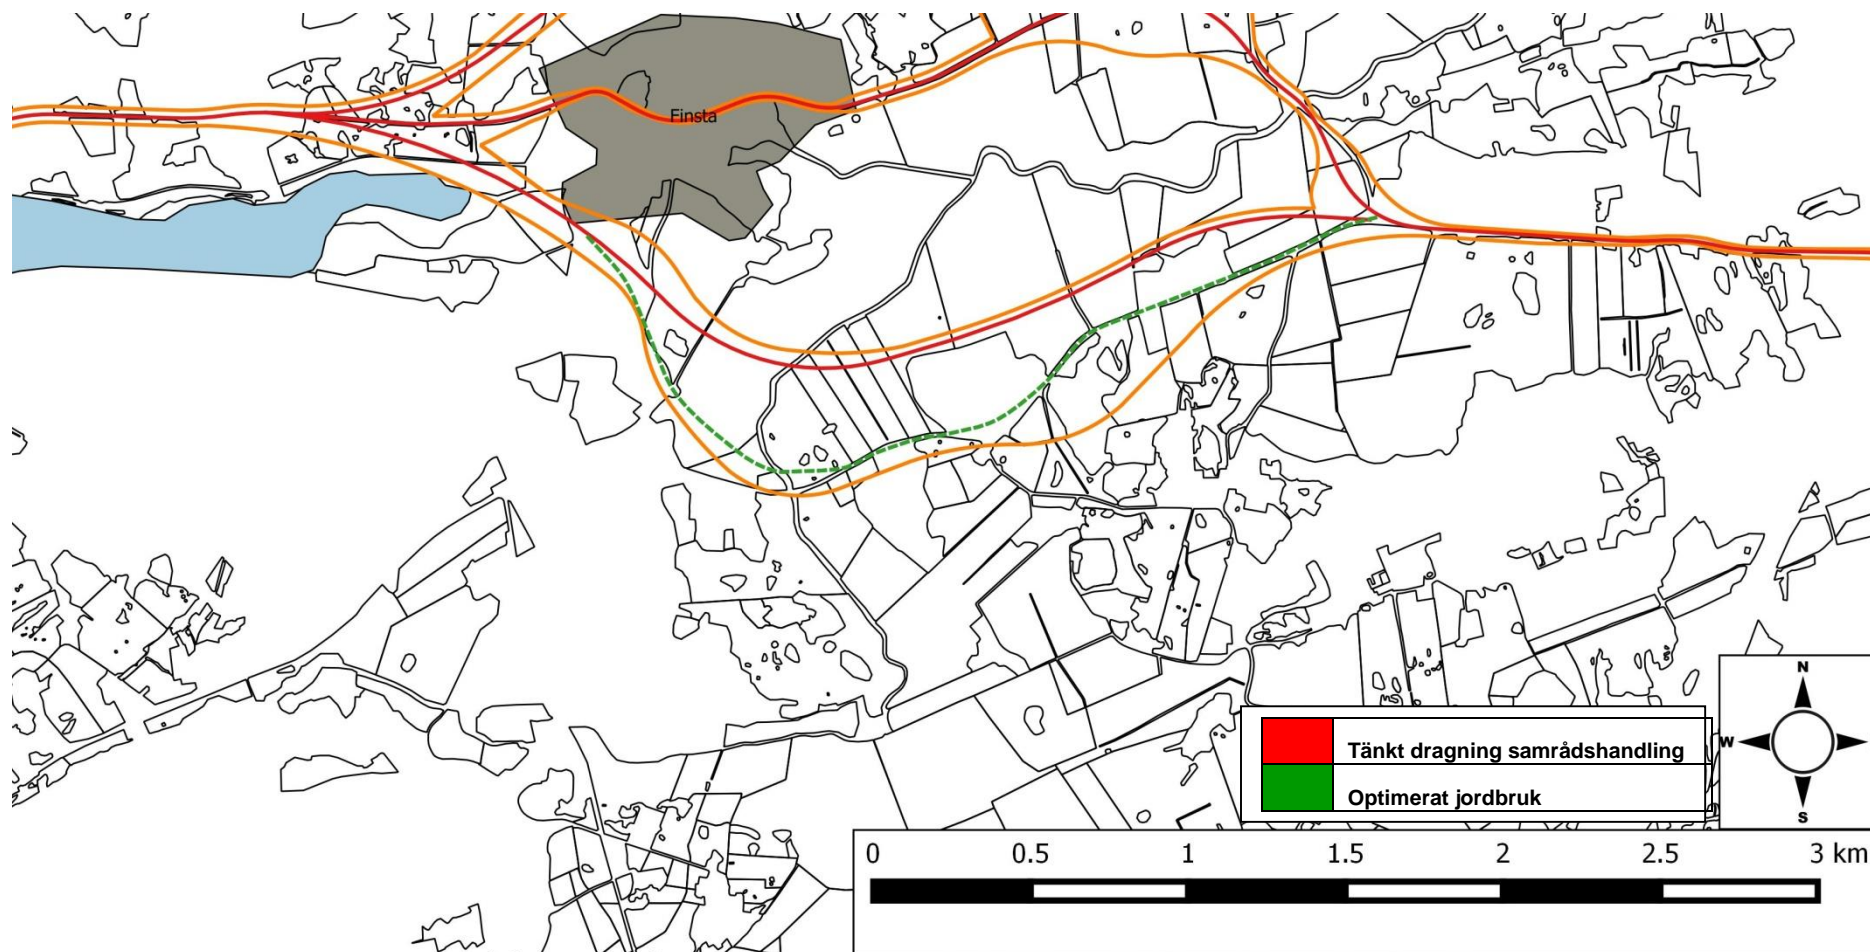 Finsta
N
W
S
Tänkt dragning samrådshandling
Optimerat jordbruk
0 0.5 1 1.5 2 2.5 3 km